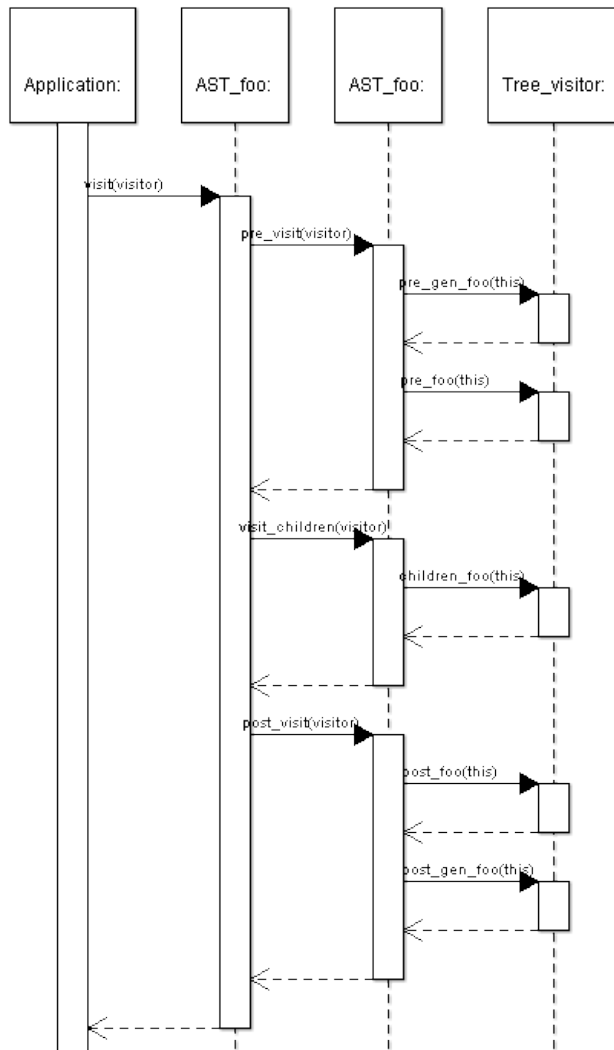 Application:
AST_foo:
AST_foo:
Tree_visitor:
visit(visitor)
pre_visit(visitor)
pre_gen_foo(this)
pre_foo(this)
visit_children(visitor)
children_foo(this)
post_visit(visitor)
post_foo(this)
post_gen_foo(this)